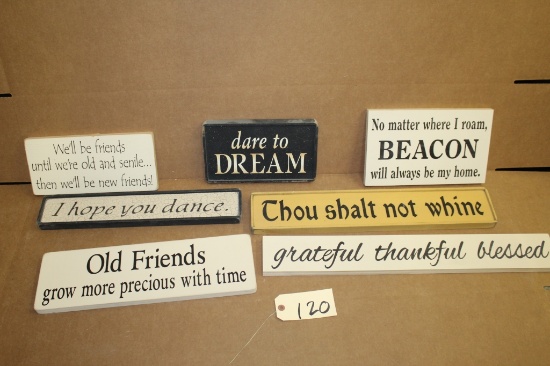 We'll be friends
until we're old and senile...
then we'll be new friends!
dare to
DREAM
No matter where I roam,
BEACON
will always be my home.
I hope you dance.
Thou shalt not whine
Old Friends
grow more precious with time
grateful thankful blessed
120